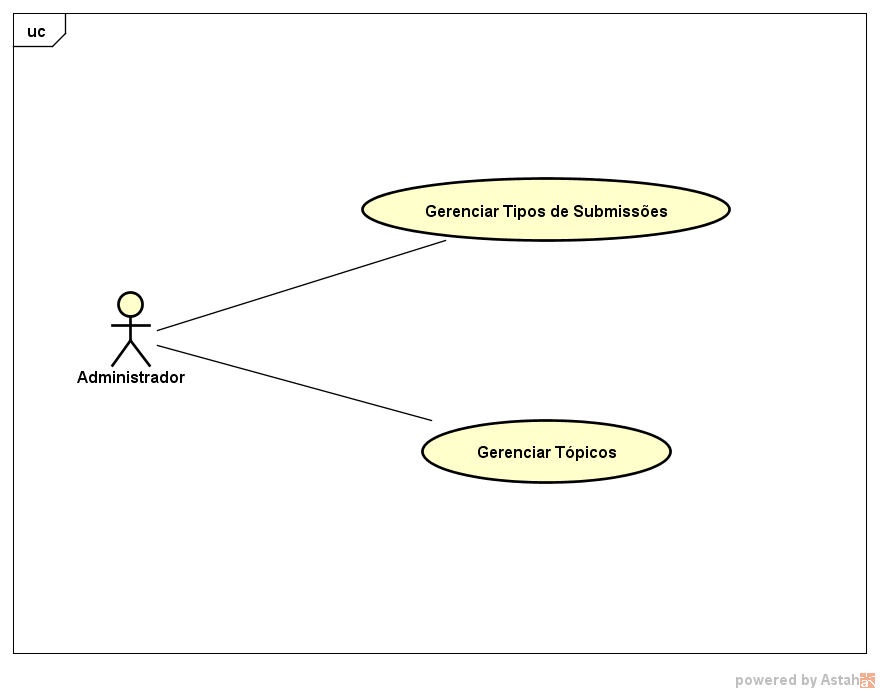 uc
Gerenciar Tipos de Submissões
Administrador
Gerenciar Tópicos
powered by Astah